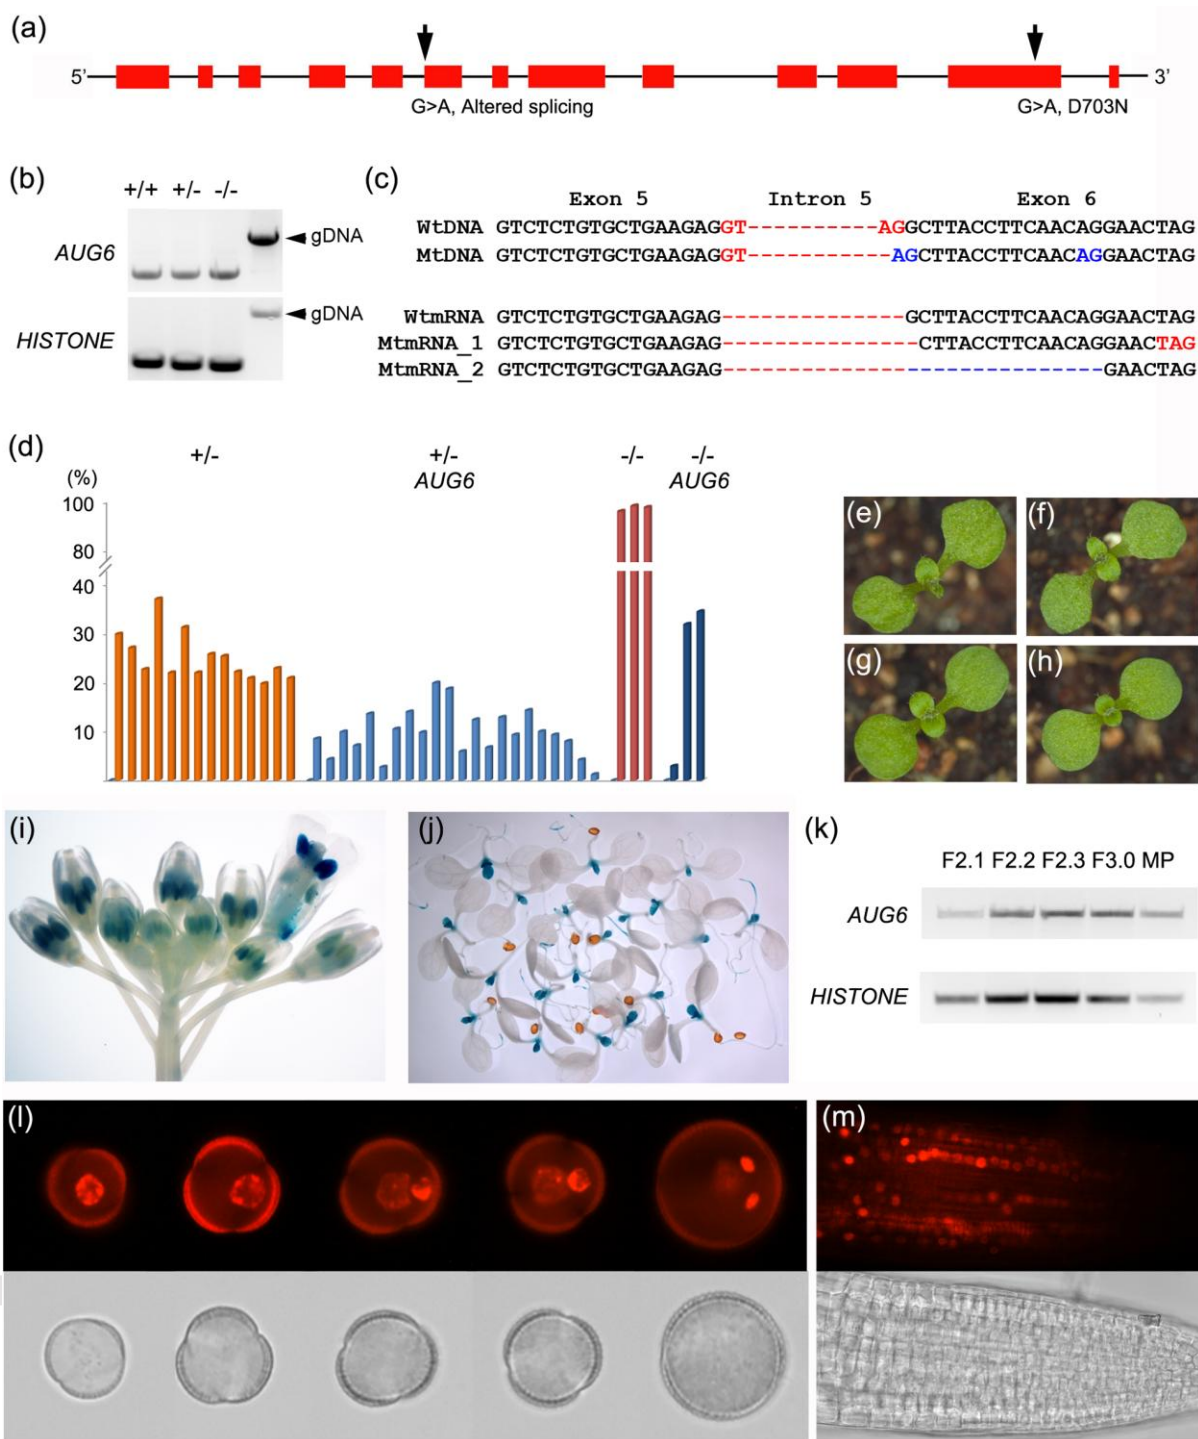 (a)
5' 3'
G>A, Altered splicing G>A, D703N
(b)
+/+ +/- -/-
AUG6 gDNA
HISTONE gDNA
(c)
Exon 5 Intron 5 Exon 6
WtDNA GTCTCTGTGCTGAAGAGGT----------AGGCTTACCTTCAACAGGAACTAG
MtDNA GTCTCTGTGCTGAAGAGGT-----------AGCTTACCTTCAACAGGAACTAG
WtmRNA GTCTCTGTGCTGAAGAG--------------GCTTACCTTCAACAGGAACTAG
MtmRNA_1 GTCTCTGTGCTGAAGAG---------------CTTACCTTCAACAGGAACTAG
MtmRNA_2 GTCTCTGTGCTGAAGAG-----------------------------GAACTAG
(d)
+/- +/- -/- -/-
AUG6 AUG6
(%)
100
80
40
30
20
10
(e) (f)
(g) (h)
(i) (j) (k)
F2.1 F2.2 F2.3 F3.0 MP
AUG6
HISTONE
(l) (m)